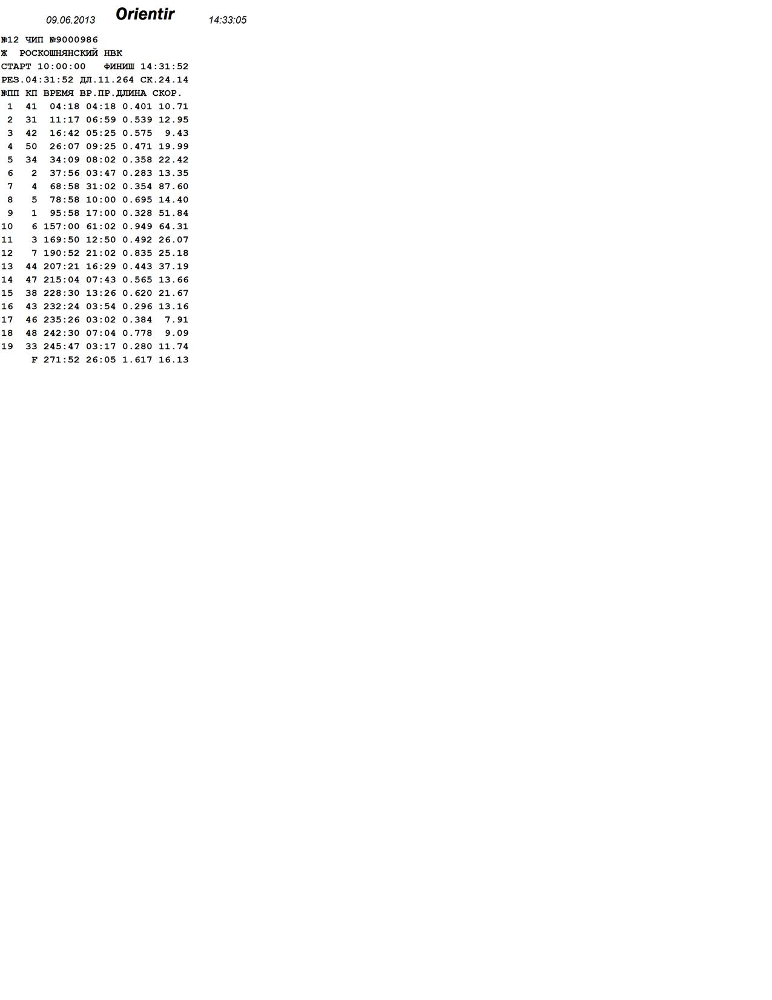 09.06.2013 Orientir 14:33:05
№12 ЧИП №9000986
Ж РОСКОШНЯНСКИЙ НВК
СТАРТ 10:00:00 ФИНИШ 14:31:52
РЕЗ.04:31:52 ДЛ.11.264 СК.24.14
№ПП КП ВРЕМЯ ВР.ПР.ДЛИНА СКОР.
1 41 04:18 04:18 0.401 10.71
2 31 11:17 06:59 0.539 12.95
3 42 16:42 05:25 0.575 9.43
4 50 26:07 09:25 0.471 19.99
5 34 34:09 08:02 0.358 22.42
6 2 37:56 03:47 0.283 13.35
7 4 68:58 31:02 0.354 87.60
8 5 78:58 10:00 0.695 14.40
9 1 95:58 17:00 0.328 51.84
10 6 157:00 61:02 0.949 64.31
11 3 169:50 12:50 0.492 26.07
12 7 190:52 21:02 0.835 25.18
13 44 207:21 16:29 0.443 37.19
14 47 215:04 07:43 0.565 13.66
15 38 228:30 13:26 0.620 21.67
16 43 232:24 03:54 0.296 13.16
17 46 235:26 03:02 0.384 7.91
18 48 242:30 07:04 0.778 9.09
19 33 245:47 03:17 0.280 11.74
F 271:52 26:05 1.617 16.13